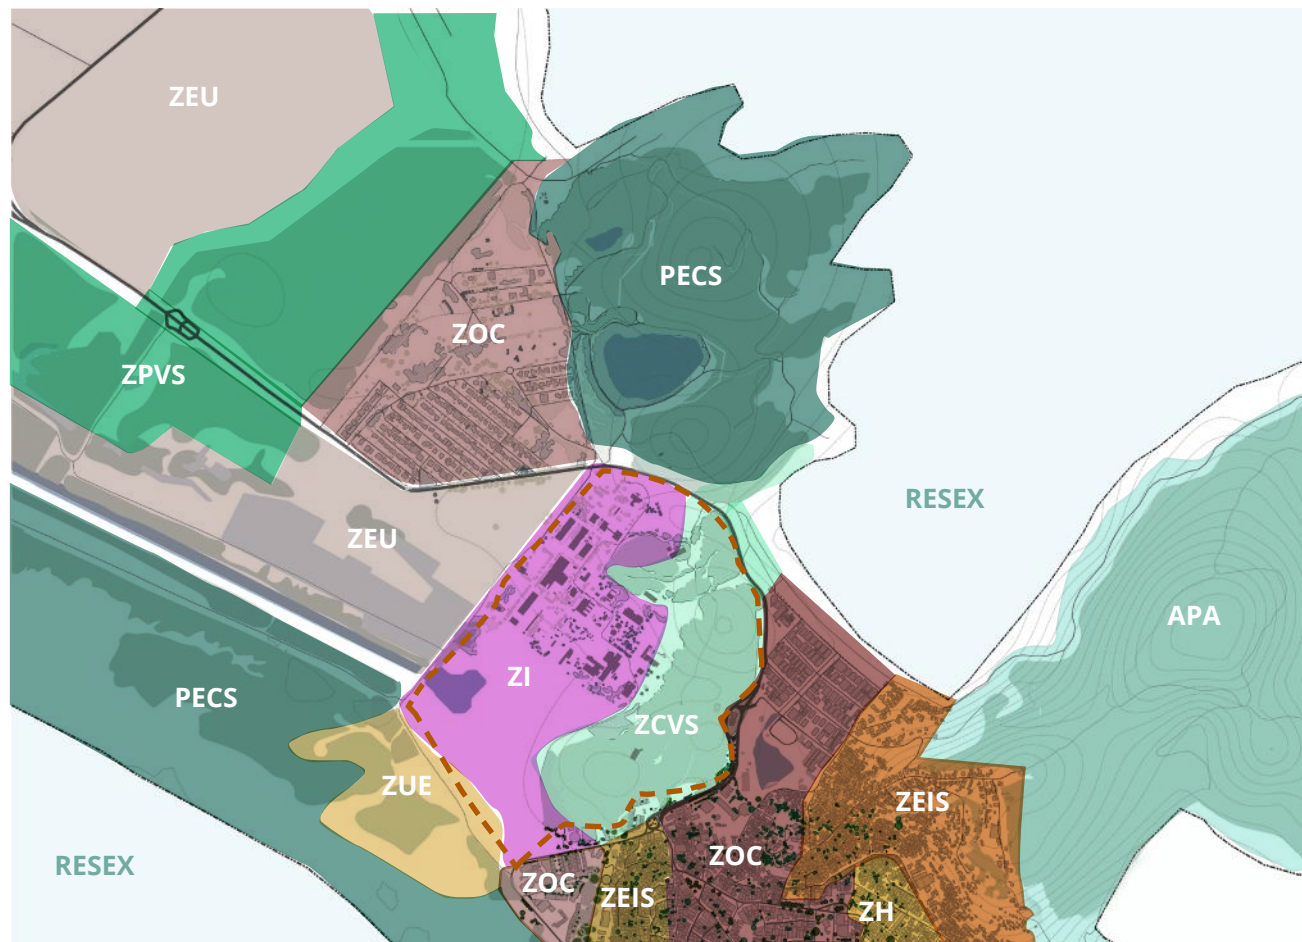 ZEU
PECS
ZOC
ZPVS
RESEX
ZEU
APA
ZI
PECS
ZCVS
ZUE
ZEIS
ZOC
RESEX
ZOC
ZEIS
ZH